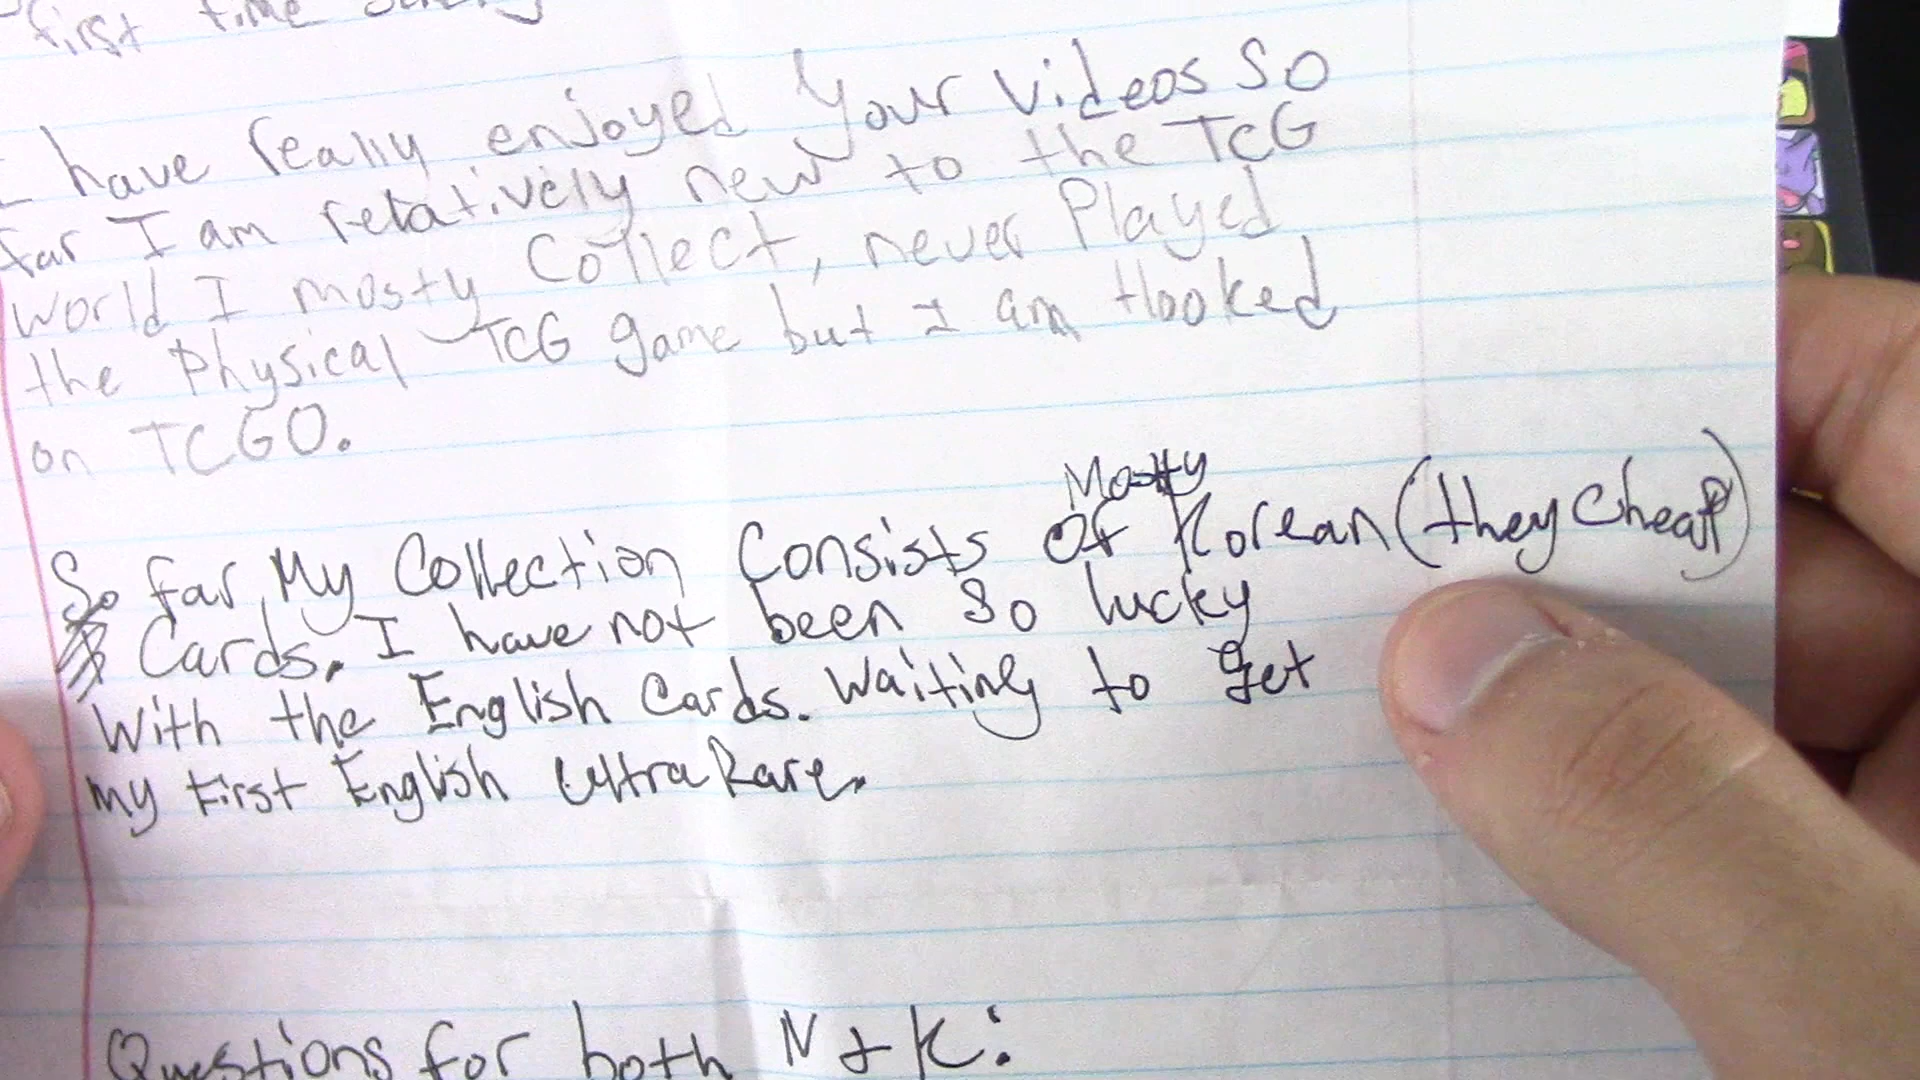 first time
I have really enjoyed your videos so
far I am relatively new to the TCG
world I mosty Collect, never Played
the Physical TCG game but I am Hooked
on TCGO.
Mostly
So far, My Collection Consists Of Korean (they cheap)
Cards. I have not been so lucky
With the English Cards. Waiting to get
my first English Ultra Rare.
Questions for both N + K: